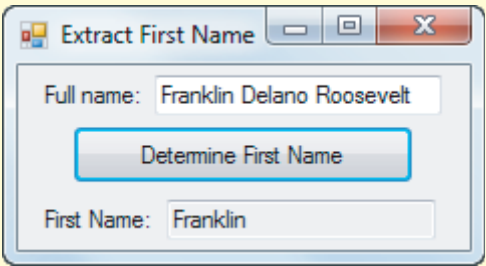 Extract First Name
Full name: Franklin Delano Roosevelt
Determine First Name
First Name: Franklin